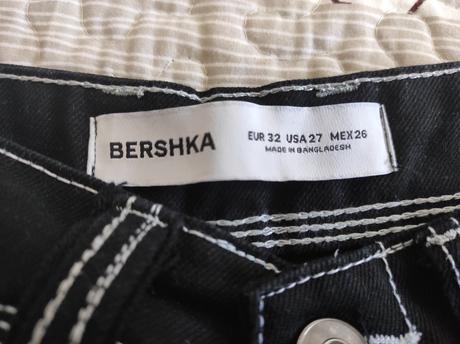 BERSHKA
EUR 32 USA 27 MEX 26
MADE IN BANGLADESH